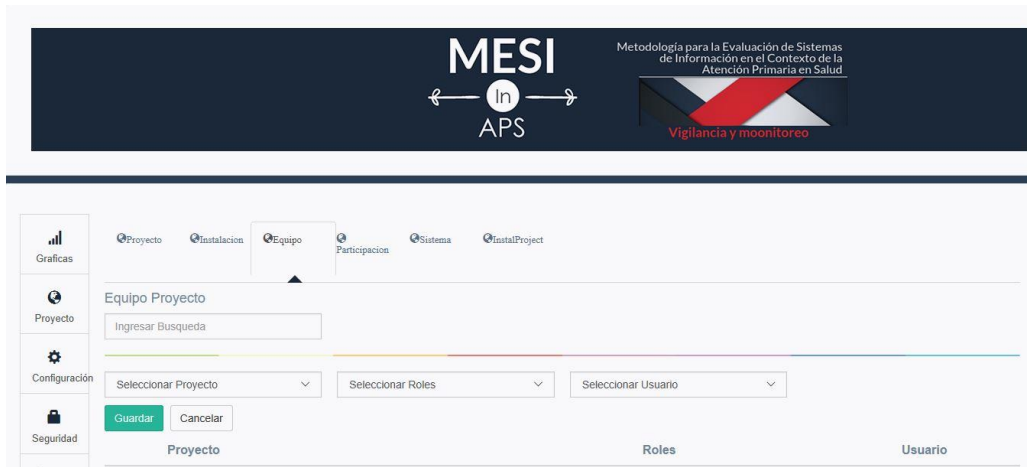 MESI
In
APS
Metodología para la Evaluación de Sistemas
de Información en el Contexto de la
Atención Primaria en Salud
Vigilancia y moonitoreo
Graficas
Proyecto
Configuración
Seguridad
Proyecto Instalacion Equipo Participacion Sistema InstalProject
Equipo Proyecto
Ingresar Busqueda
Seleccionar Proyecto Seleccionar Roles Seleccionar Usuario
Guardar Cancelar
Proyecto Roles Usuario